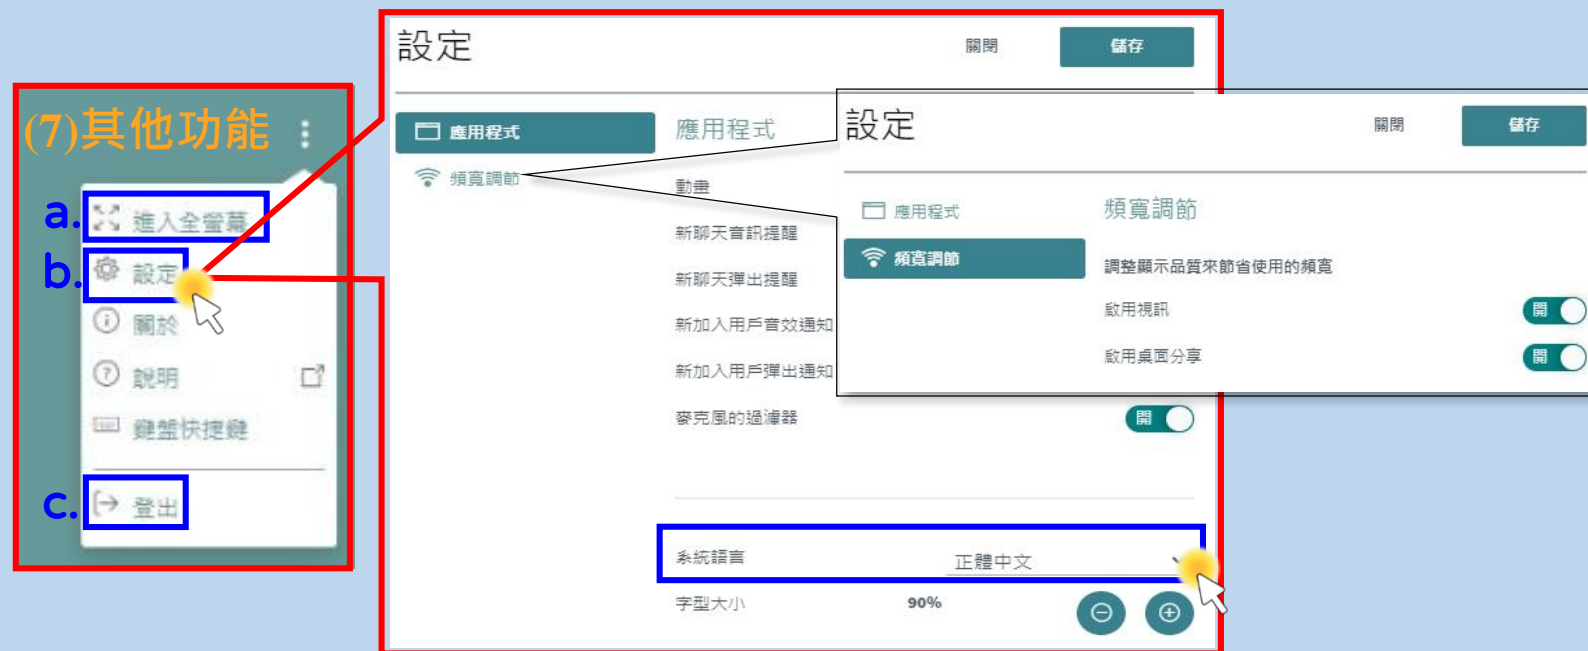 (7)其他功能
a. 進入全螢幕
b. 設定
關於
說明
鍵盤快捷鍵
c. 登出
設定
關閉
儲存
應用程式
頻寬調節
應用程式
動畫
新聊天音訊提醒
新聊天彈出提醒
新加入用戶音效通知
新加入用戶彈出通知
麥克風的過濾器
開
系統語言
正體中文
字型大小
90%
設定
關閉
儲存
應用程式
頻寬調節
頻寬調節
調整顯示品質來節省使用的頻寬
啟用視訊
開
啟用桌面分享
開